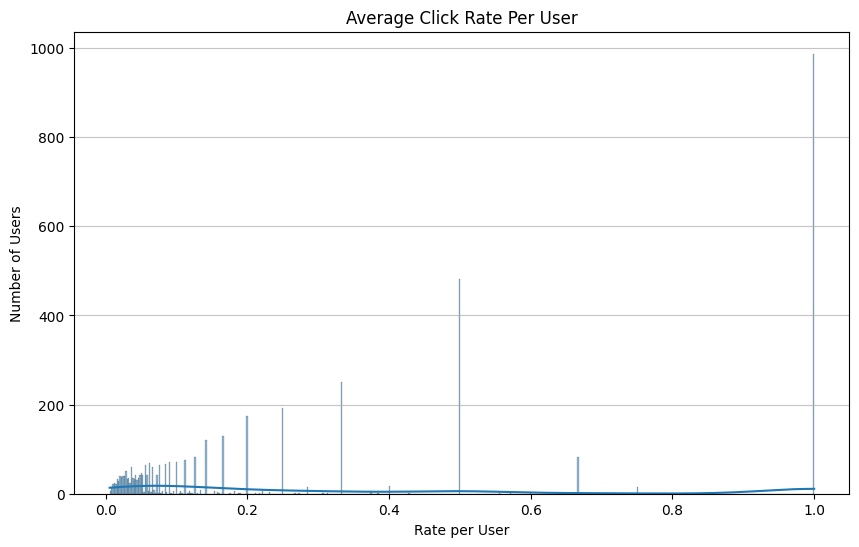 Average Click Rate Per User
Number of Users
1000
800
600
400
200
0
0.0 0.2 0.4 0.6 0.8 1.0
Rate per User